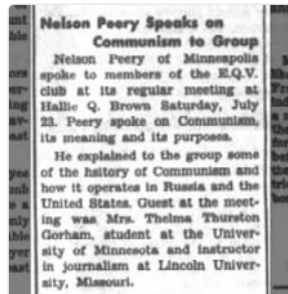 Nelson Peery Speaks on
Communism to Group
Nelson Peery of Minneapolis
spoke to members of the E.Q.V.
club at its regular meeting at
Hallie Q. Brown Saturday, July
23. Peery spoke on Communism,
its meaning and its purposes.
He explained to the group some
of the hsitory of Communism and
how it operates in Russia and the
United States. Guest at the meet-
ing was Mrs. Thelma Thurston
Gorham, student at the Univer-
sity of Minnesota and instructor
in journalism at Lincoln Univer-
sity, Missouri.